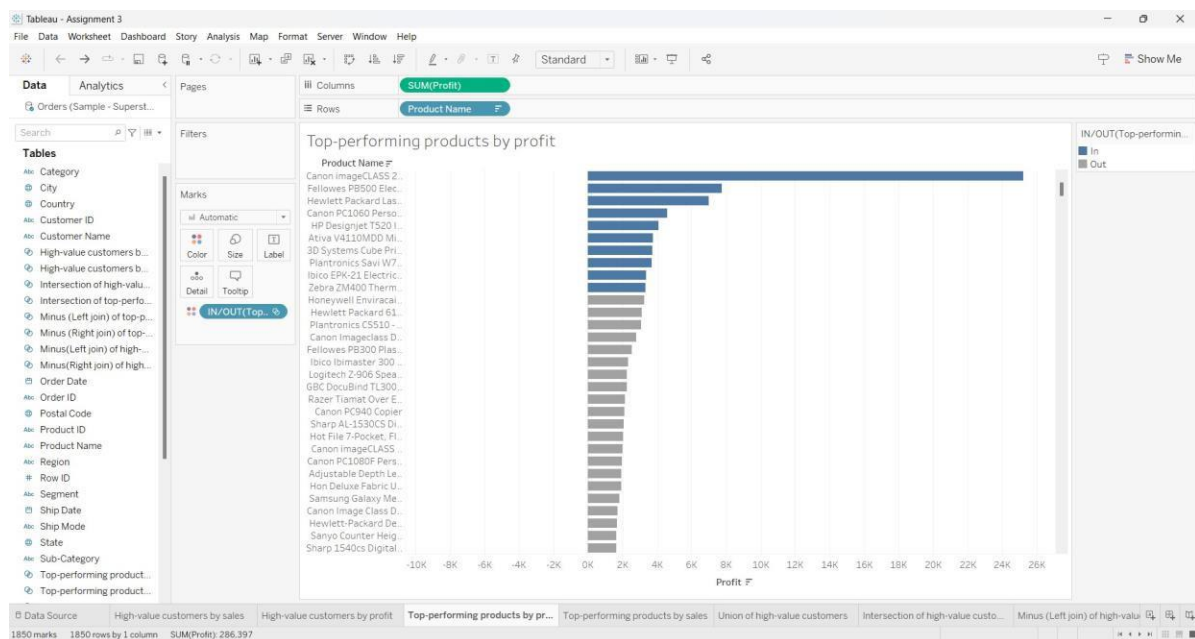 Tableau - Assignment 3
File Data Worksheet Dashboard Story Analysis Map Format Server Window Help
Standard
Show Me
Data Analytics
Orders (Sample - Superst...
Search
Tables
Abc Category
City
Country
Abc Customer ID
Abc Customer Name
High-value customers b...
High-value customers b...
Intersection of high-valu...
Intersection of top-perfo...
Minus (Left join) of top-p...
Minus (Right join) of top-...
Minus(Left join) of high-...
Minus(Right join) of high...
Order Date
Abc Order ID
Postal Code
Abc Product ID
Abc Product Name
Abc Region
# Row ID
Abc Segment
Ship Date
Abc Ship Mode
State
Abc Sub-Category
Top-performing product...
Top-performing product...
Pages
Filters
Marks
Automatic
Color Size Label
Detail Tooltip
IN/OUT(Top..
Columns SUM(Profit)
Rows Product Name
Top-performing products by profit
Product Name
Canon imageCLASS 2..
Fellowes PB500 Elec..
Hewlett Packard Las..
Canon PC1060 Perso..
HP Designjet T520 I..
Ativa V4110MDD Mi..
3D Systems Cube Pri..
Plantronics Savi W7..
Ibico EPK-21 Electric..
Zebra ZM400 Therm..
Honeywell Enviracai..
Hewlett Packard 61..
Plantronics CS510 - ..
Canon Imageclass D..
Fellowes PB300 Plas..
Ibico Ibimaster 300 ..
Logitech Z-906 Spea..
GBC DocuBind TL300..
Razer Tiamat Over E..
Canon PC940 Copier
Sharp AL-1530CS Di..
Hot File 7-Pocket, Fl..
Canon imageCLASS ..
Canon PC1080F Pers..
Adjustable Depth Le..
Hon Deluxe Fabric U..
Samsung Galaxy Me..
Canon Image Class D..
Hewlett-Packard De..
Sanyo Counter Heig..
Sharp 1540cs Digital..
-10K -8K -6K -4K -2K 0K 2K 4K 6K 8K 10K 12K 14K 16K 18K 20K 22K 24K 26K
Profit
IN/OUT(Top-performin...
In
Out
Data Source High-value customers by sales High-value customers by profit Top-performing products by pr... Top-performing products by sales Union of high-value customers Intersection of high-value custo... Minus (Left join) of high-valu
1850 marks 1850 rows by 1 column SUM(Profit): 286,397